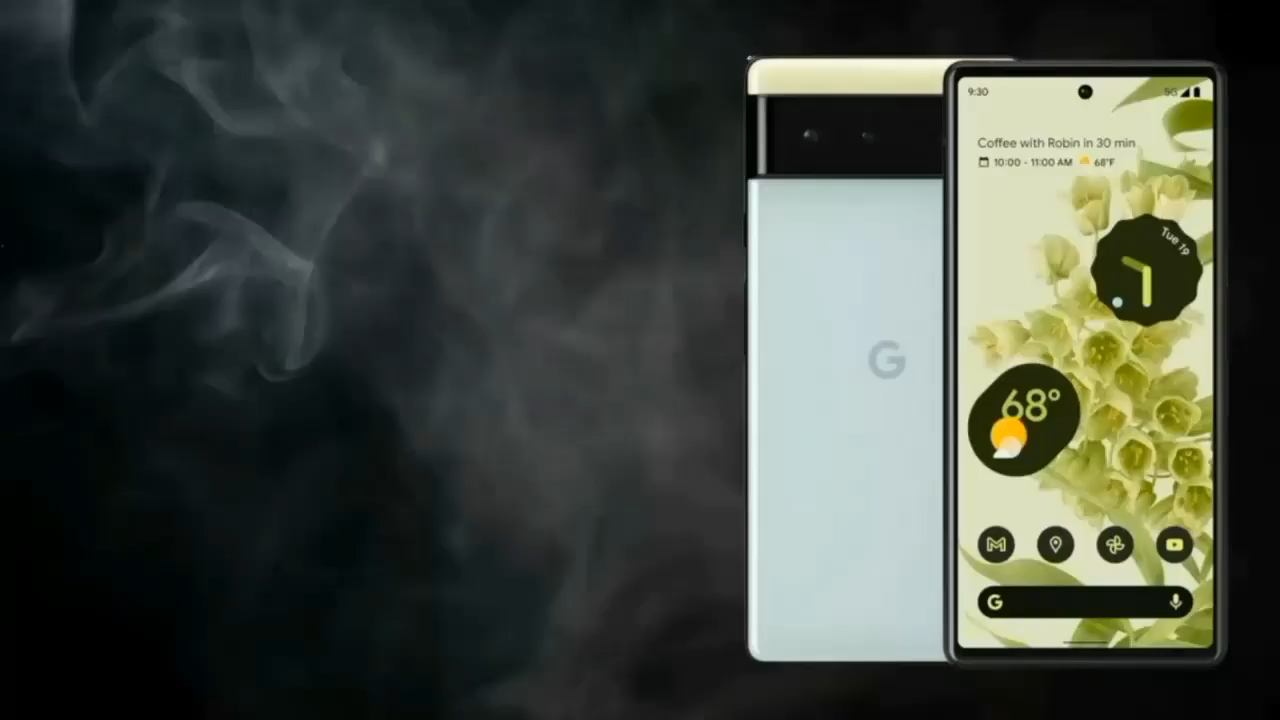 9:30
5G
Coffee with Robin in 30 min
10:00 - 11:00 AM 68°F
Tue 19
68°
G
G